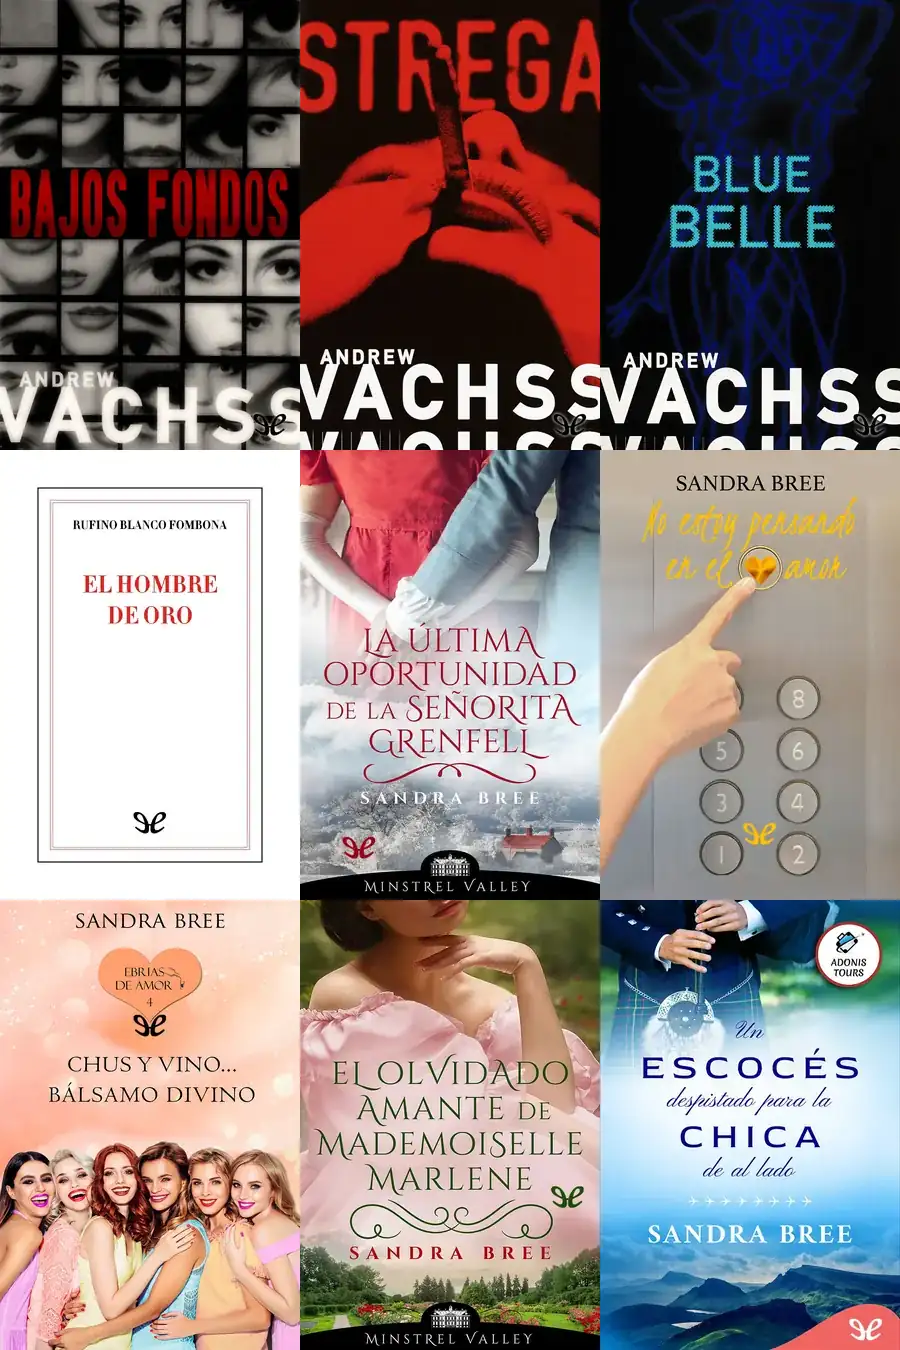 BAJOS FONDOS
ANDREW
VACHSS
STREGA
ANDREW
VACHSS
VACHSS
BLUE
BELLE
ANDREW
VACHSS
VACHSS
RUFINO BLANCO FOMBONA
EL HOMBRE
DE ORO
LA ÚLTIMA
OPORTUNIDAD
DE LA SEÑORITA
GRENFELL
SANDRA BREE
MINSTREL VALLEY
SANDRA BREE
No estoy pensando
en el amor
8
5 6
3 4
1 2
SANDRA BREE
EBRIAS
DE AMOR
4
CHUS Y VINO...
BÁLSAMO DIVINO
EL OLVIDADO
AMANTE DE
MADEMOISELLE
MARLENE
SANDRA BREE
MINSTREL VALLEY
ADONIS
TOURS
Un
ESCOCÉS
despistado para la
CHICA
de al lado
SANDRA BREE